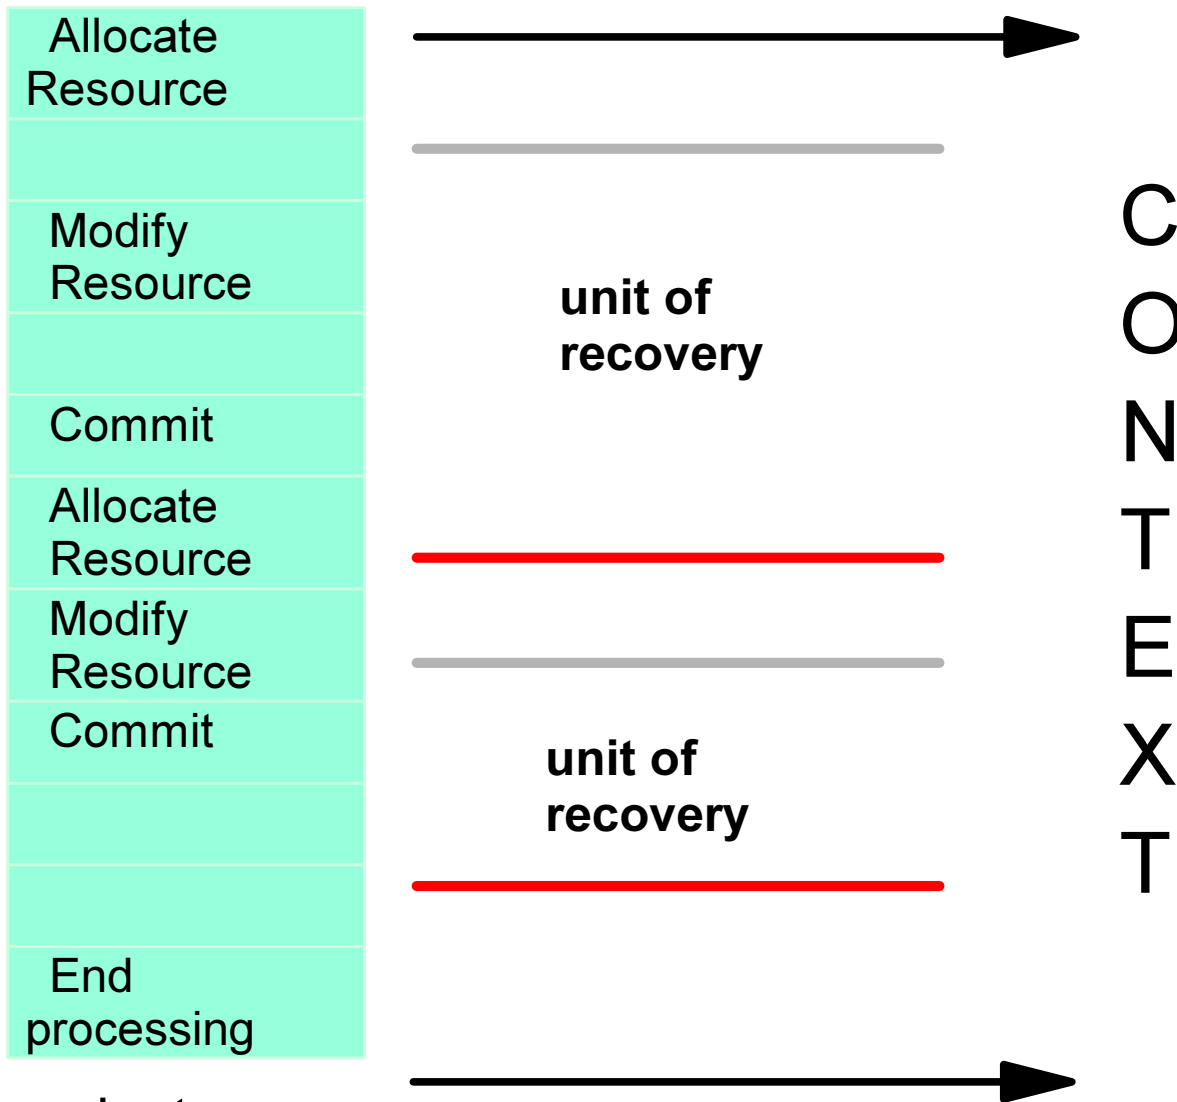 Allocate
Resource
Modify
Resource
unit of
recovery
Commit
Allocate
Resource
Modify
Resource
Commit
unit of
recovery
End
processing
C
O
N
T
E
X
T